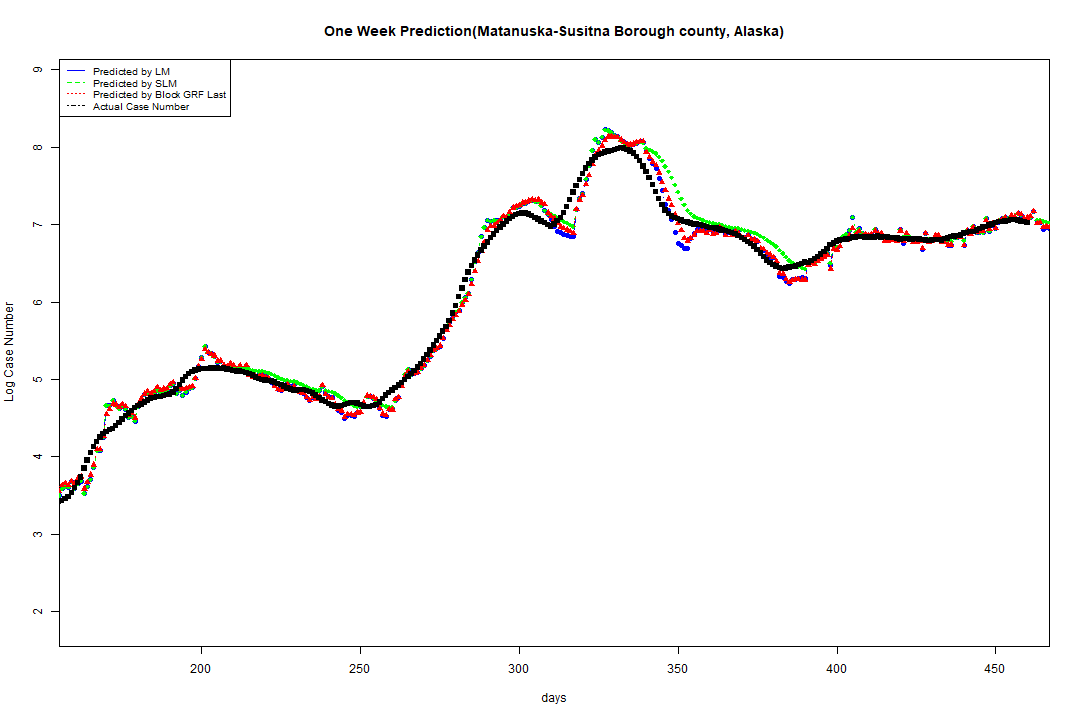 One Week Prediction(Matanuska-Susitna Borough county, Alaska)
Predicted by LM
Predicted by SLM
Predicted by Block GRF Last
Actual Case Number
9
8
7
6
5
4
3
2
Log Case Number
200 250 300 350 400 450
days